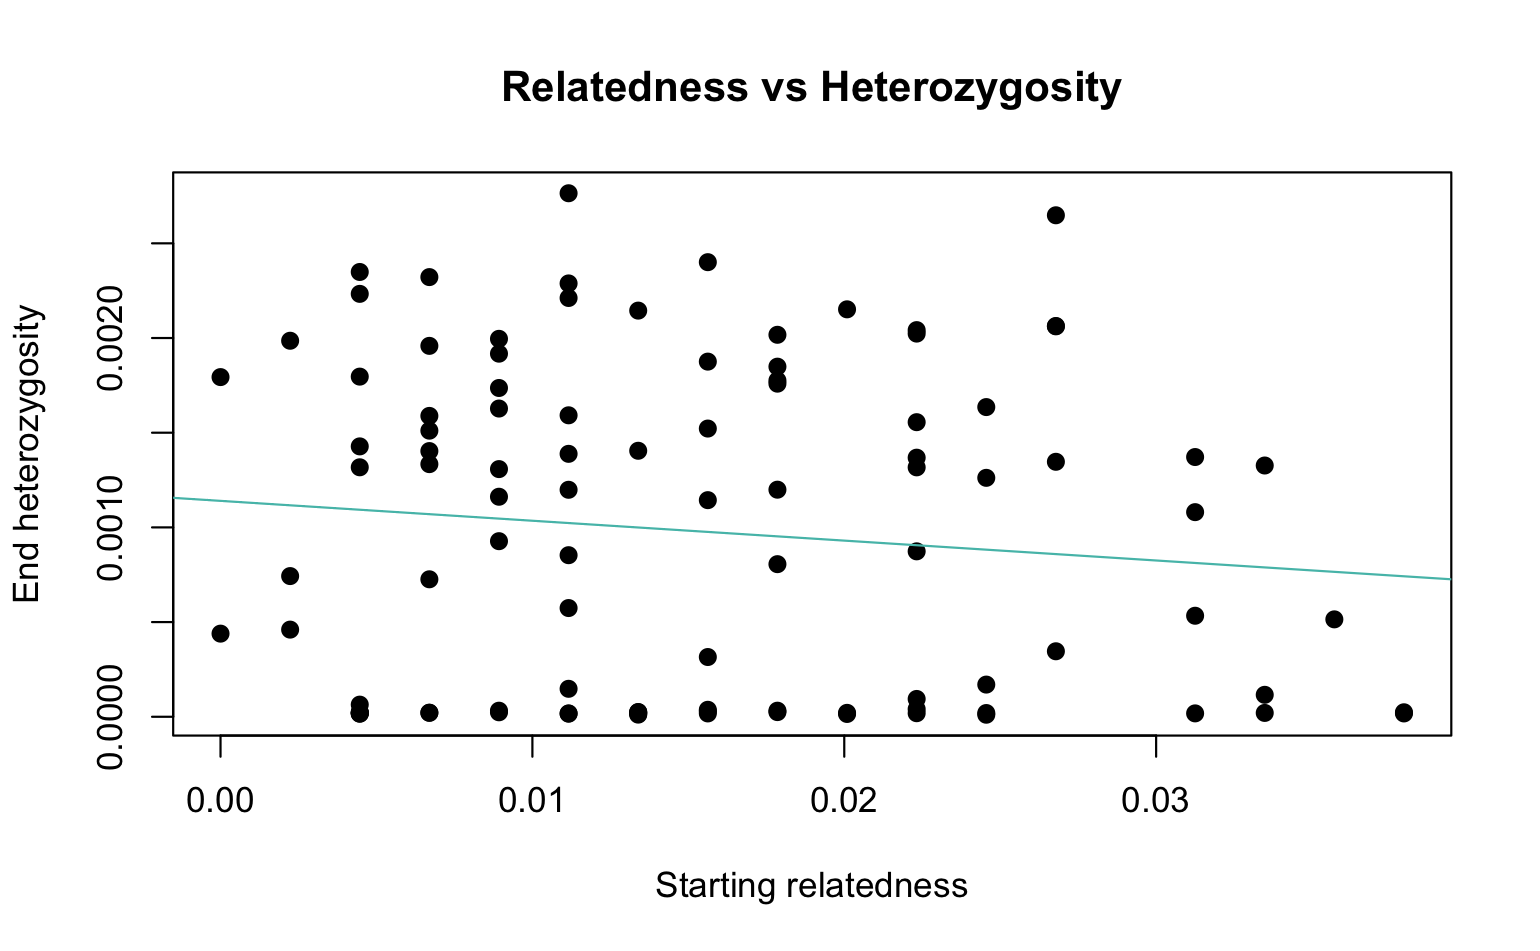 Relatedness vs Heterozygosity
End heterozygosity
0.0020
0.0010
0.0000
0.00 0.01 0.02 0.03
Starting relatedness